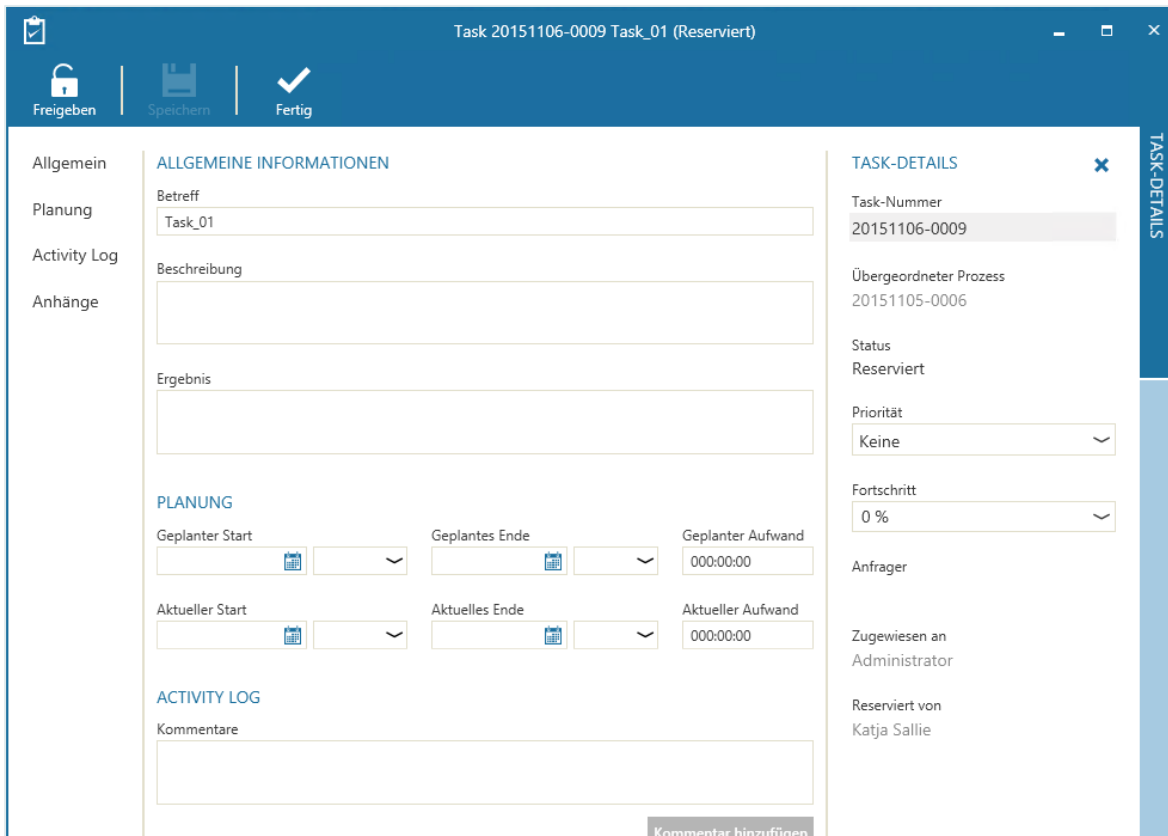 Task 20151106-0009 Task_01 (Reserviert)
Freigeben
Speichern
Fertig
Allgemein
Planung
Activity Log
Anhänge
ALLGEMEINE INFORMATIONEN
Betreff
Task_01
Beschreibung
Ergebnis
PLANUNG
Geplanter Start
Geplantes Ende
Geplanter Aufwand
000:00:00
Aktueller Start
Aktuelles Ende
Aktueller Aufwand
000:00:00
ACTIVITY LOG
Kommentare
Kommentar hinzufügen
TASK-DETAILS
Task-Nummer
20151106-0009
Übergeordneter Prozess
20151105-0006
Status
Reserviert
Priorität
Keine
Fortschritt
0 %
Anfrager
Zugewiesen an
Administrator
Reserviert von
Katja Sallie
TASK-DETAILS